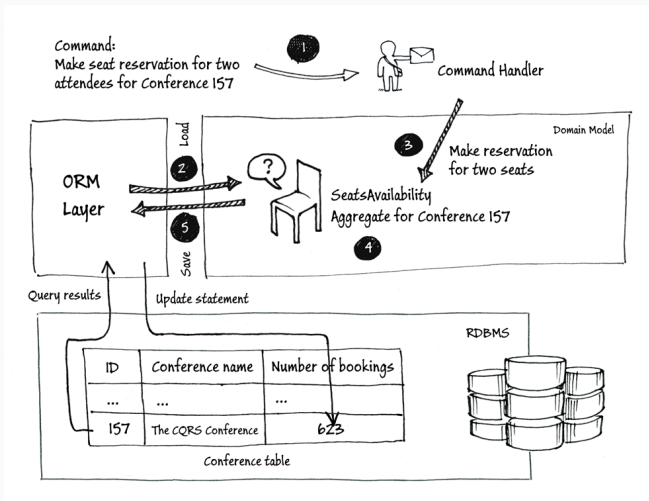 Command:
Make seat reservation for two
attendees for Conference 157
1
Command Handler
Domain Model
Load
3
Make reservation
for two seats
ORM
Layer
2
?
SeatsAvailability
Aggregate for Conference 157
5
4
Save
Query results
Update statement
RDBMS
ID Conference name Number of bookings
... ... ...
157 The CQRS Conference 623
Conference table